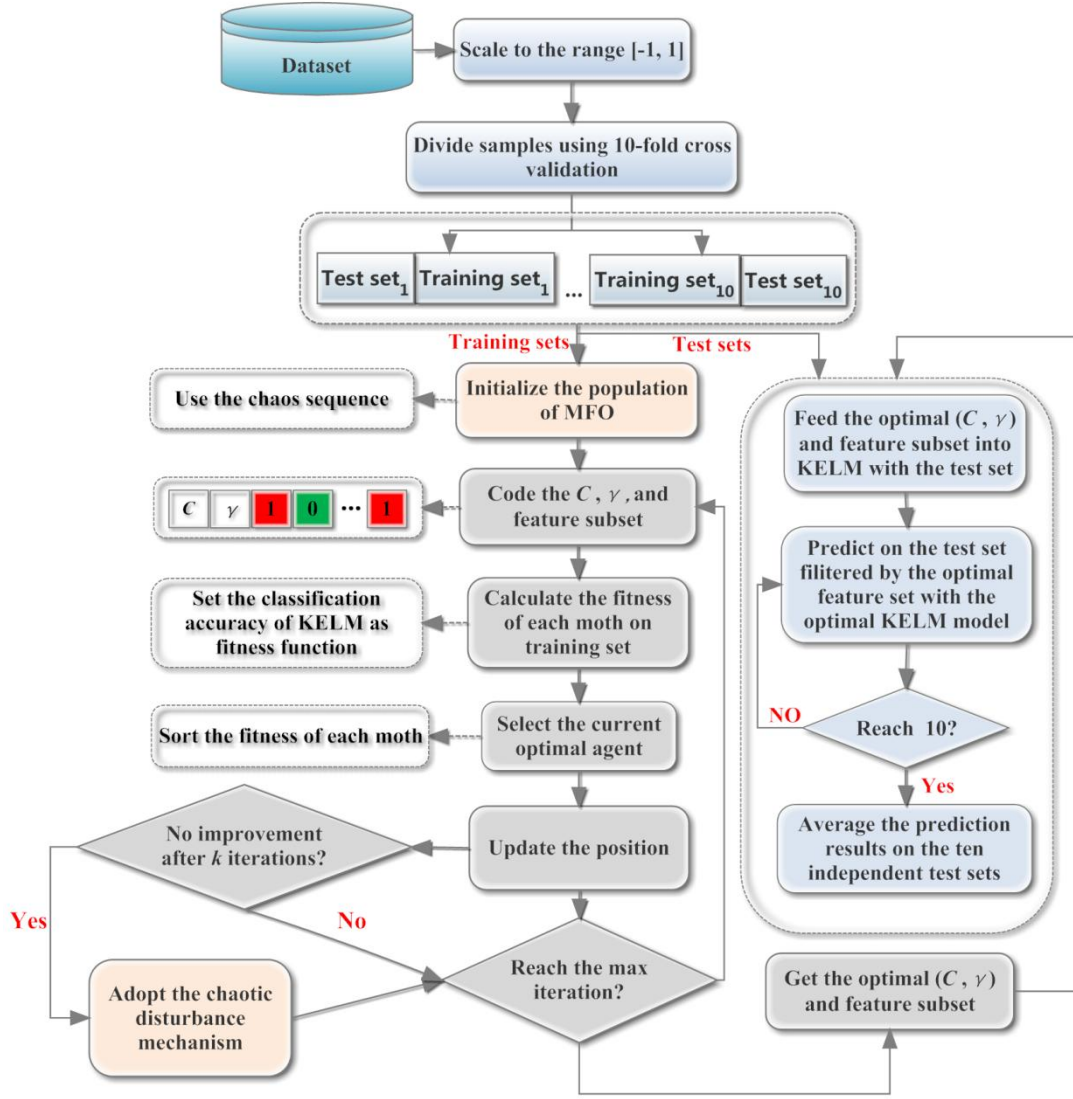 Dataset
Scale to the range [-1, 1]
Divide samples using 10-fold cross
validation
Test set1
Training set1
...
Training set10
Test set10
Training sets
Test sets
Use the chaos sequence
Initialize the population
of MFO
C
γ
1
0
...
1
Code the C , γ , and
feature subset
Set the classification
accuracy of KELM as
fitness function
Calculate the fitness
of each moth on
training set
Sort the fitness of each moth
Select the current
optimal agent
No improvement
after k iterations?
Update the position
Yes
No
Adopt the chaotic
disturbance
mechanism
Reach the max
iteration?
Feed the optimal (C , γ)
and feature subset into
KELM with the test set
Predict on the test set
filitered by the optimal
feature set with the
optimal KELM model
NO
Reach 10?
Yes
Average the prediction
results on the ten
independent test sets
Get the optimal (C , γ)
and feature subset